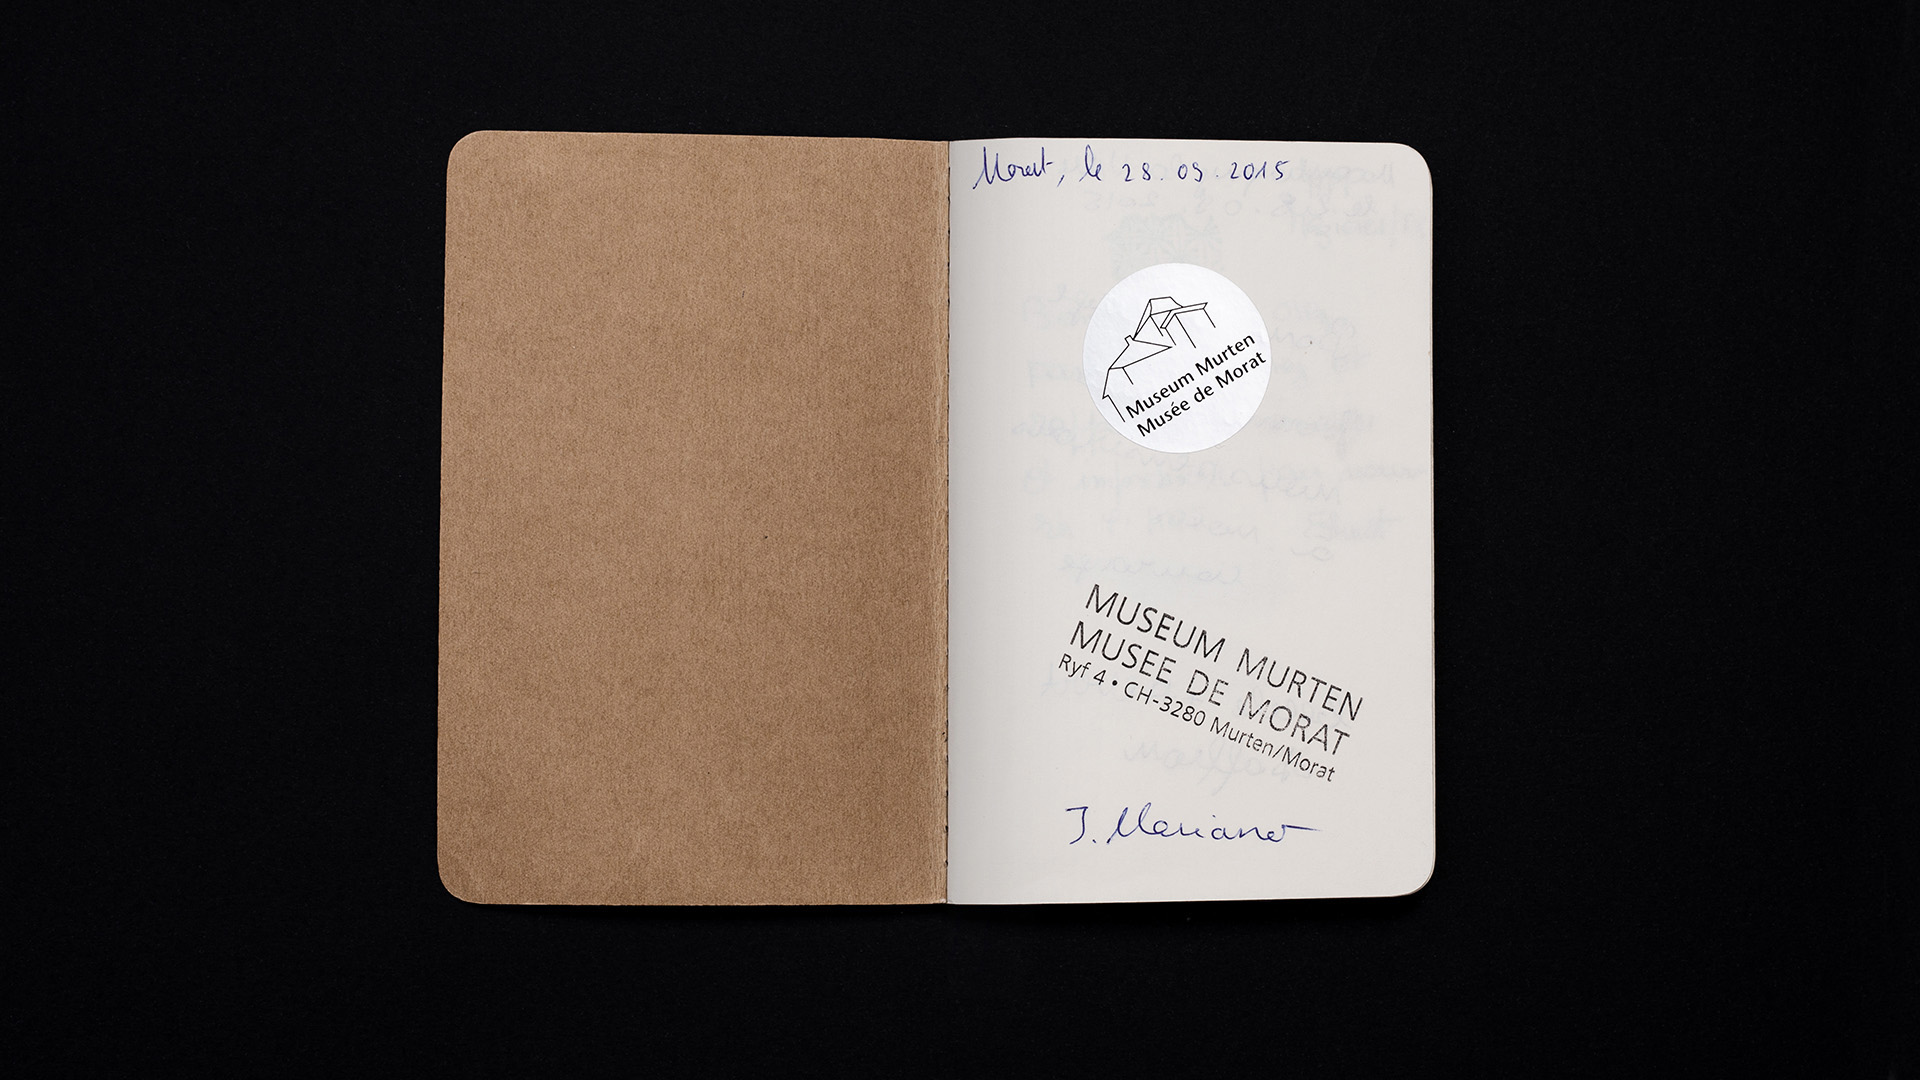 Morat, le 28.09.2015
Museum Murten
Musée de Morat
MUSEUM MURTEN
MUSEE DE MORAT
Ryf 4 • CH-3280 Murten/Morat
J. Mariano